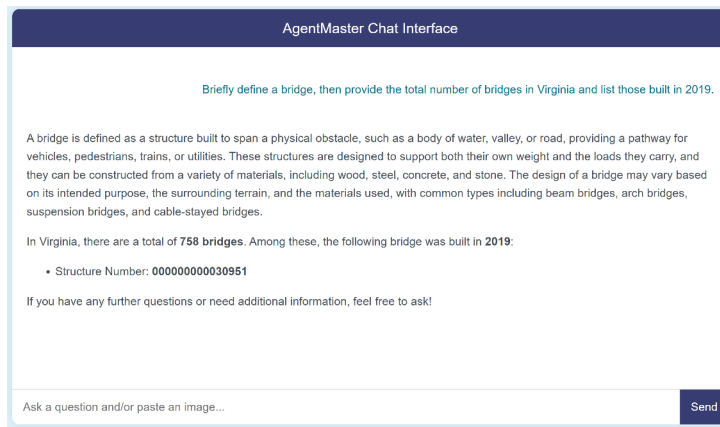 AgentMaster Chat Interface
Briefly define a bridge, then provide the total number of bridges in Virginia and list those built in 2019.
A bridge is defined as a structure built to span a physical obstacle, such as a body of water, valley, or road, providing a pathway for
vehicles, pedestrians, trains, or utilities. These structures are designed to support both their own weight and the loads they carry, and
they can be constructed from a variety of materials, including wood, steel, concrete, and stone. The design of a bridge may vary based
on its intended purpose, the surrounding terrain, and the materials used, with common types including beam bridges, arch bridges,
suspension bridges, and cable-stayed bridges.
In Virginia, there are a total of 758 bridges. Among these, the following bridge was built in 2019:
• Structure Number: 000000000030951
If you have any further questions or need additional information, feel free to ask!
Ask a question and/or paste an image...
Send